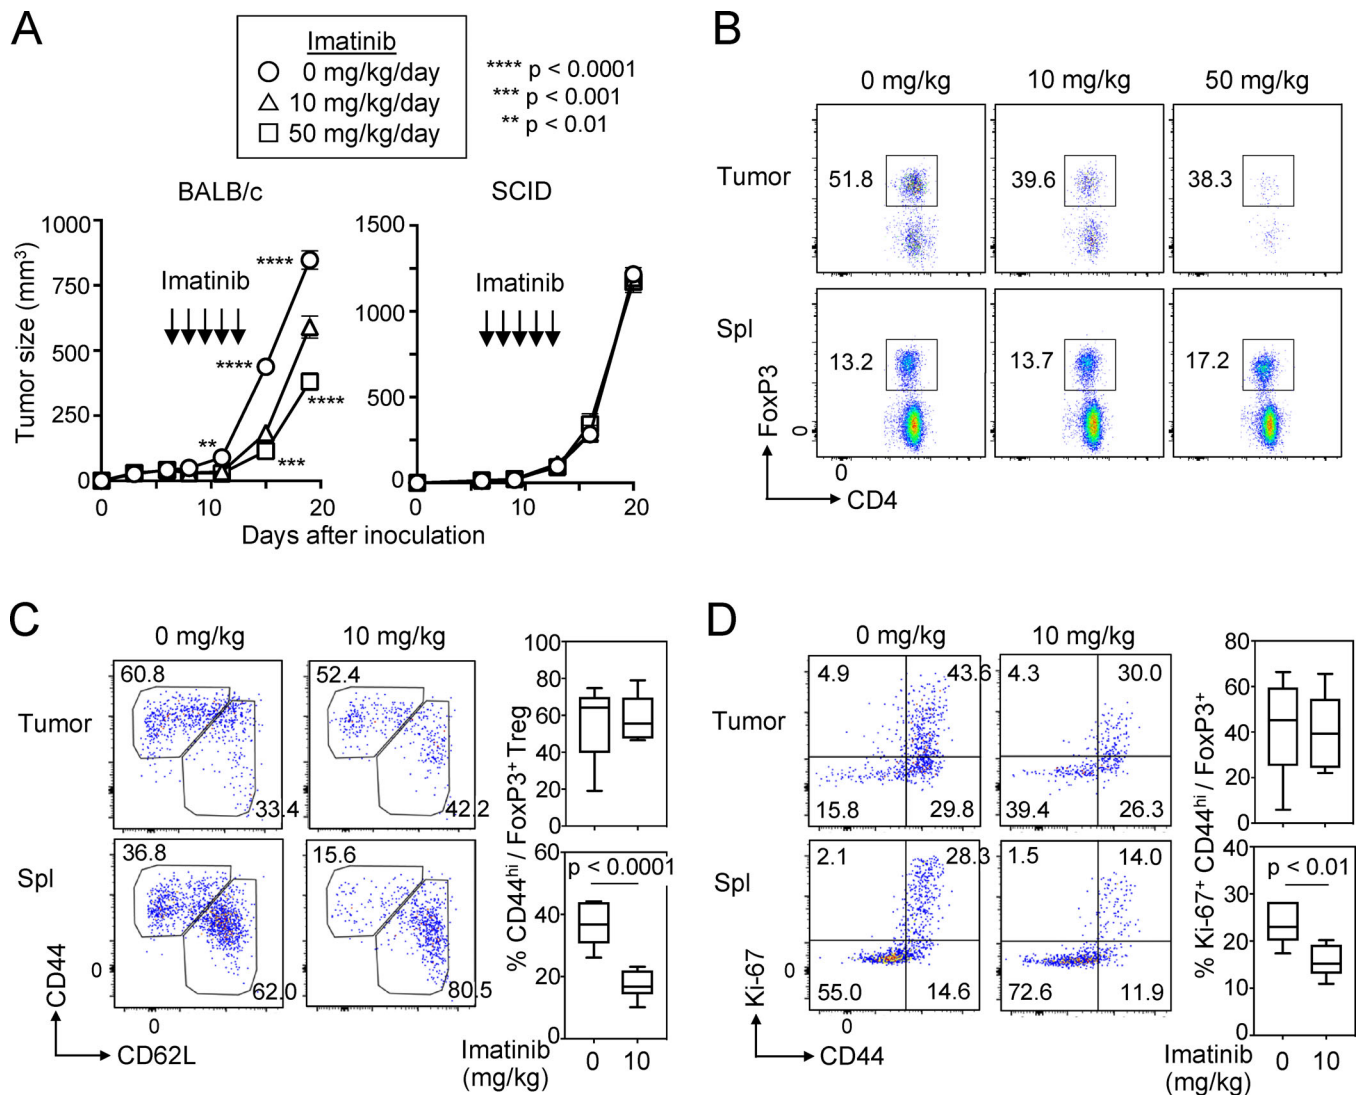 A
Imatinib
0 mg/kg/day
10 mg/kg/day
50 mg/kg/day
**** p < 0.0001
*** p < 0.001
** p < 0.01
BALB/c
SCID
Tumor size (mm³)
1000
750
500
250
0
Imatinib
****
****
**
****
***
0
10
20
1500
1000
500
0
Imatinib
0
10
20
Days after inoculation
B
0 mg/kg
10 mg/kg
50 mg/kg
Tumor
51.8
39.6
38.3
Spl
13.2
13.7
17.2
FoxP3
0
0
CD4
C
0 mg/kg
10 mg/kg
Tumor
60.8
33.4
52.4
42.2
Spl
36.8
62.0
15.6
80.5
CD44
0
0
CD62L
% CD44ʰⁱ / FoxP3⁺ Treg
100
80
60
40
20
0
60
40
20
0
p < 0.0001
Imatinib
(mg/kg)
0
10
D
0 mg/kg
10 mg/kg
Tumor
4.9
43.6
15.8
29.8
4.3
30.0
39.4
26.3
Spl
2.1
28.3
55.0
14.6
1.5
14.0
72.6
11.9
Ki-67
0
0
CD44
% Ki-67⁺ CD44ʰⁱ / FoxP3⁺
80
60
40
20
0
40
30
20
10
0
p < 0.01
Imatinib
(mg/kg)
0
10